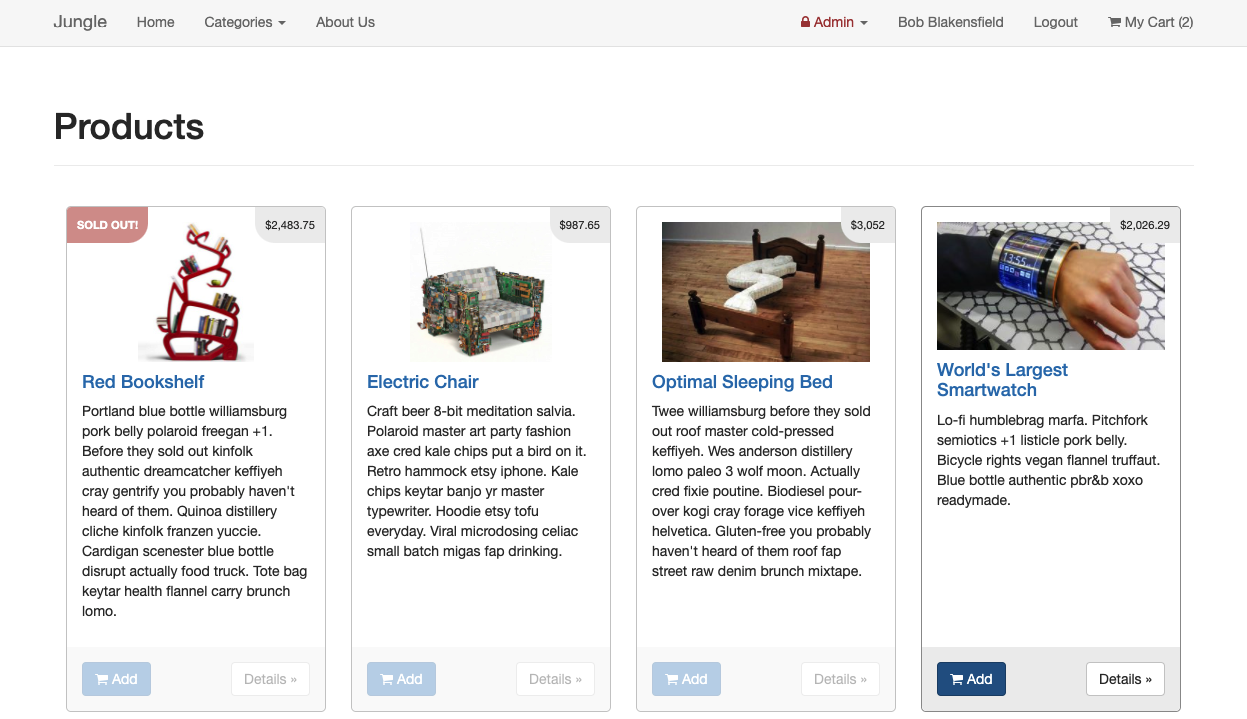 Jungle Home Categories About Us Admin Bob Blakensfield Logout My Cart (2)
Products
SOLD OUT!
$2,483.75
Red Bookshelf
Portland blue bottle williamsburg
pork belly polaroid freegan +1.
Before they sold out kinfolk
authentic dreamcatcher keffiyeh
cray gentrify you probably haven't
heard of them. Quinoa distillery
cliche kinfolk franzen yuccie.
Cardigan scenester blue bottle
disrupt actually food truck. Tote bag
keytar health flannel carry brunch
lomo.
Add Details »
$987.65
Electric Chair
Craft beer 8-bit meditation salvia.
Polaroid master art party fashion
axe cred kale chips put a bird on it.
Retro hammock etsy iphone. Kale
chips keytar banjo yr master
typewriter. Hoodie etsy tofu
everyday. Viral microdosing celiac
small batch migas fap drinking.
Add Details »
$3,052
Optimal Sleeping Bed
Twee williamsburg before they sold
out roof master cold-pressed
keffiyeh. Wes anderson distillery
lomo paleo 3 wolf moon. Actually
cred fixie poutine. Biodiesel pour-
over kogi cray forage vice keffiyeh
helvetica. Gluten-free you probably
haven't heard of them roof fap
street raw denim brunch mixtape.
Add Details »
$2,026.29
13:55
World's Largest
Smartwatch
Lo-fi humblebrag marfa. Pitchfork
semiotics +1 listicle pork belly.
Bicycle rights vegan flannel truffaut.
Blue bottle authentic pbr&b xoxo
readymade.
Add Details »